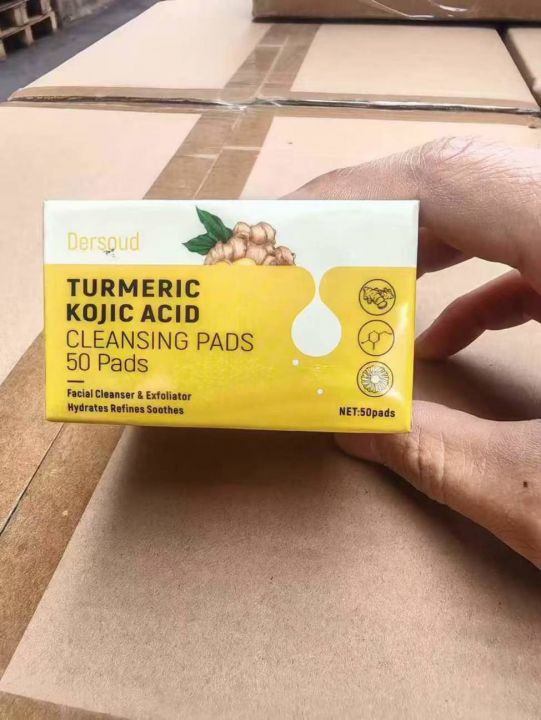 Dersoud
TURMERIC
KOJIC ACID
CLEANSING PADS
50 Pads
Facial Cleanser & Exfoliator
Hydrates Refines Soothes
NET:50pads